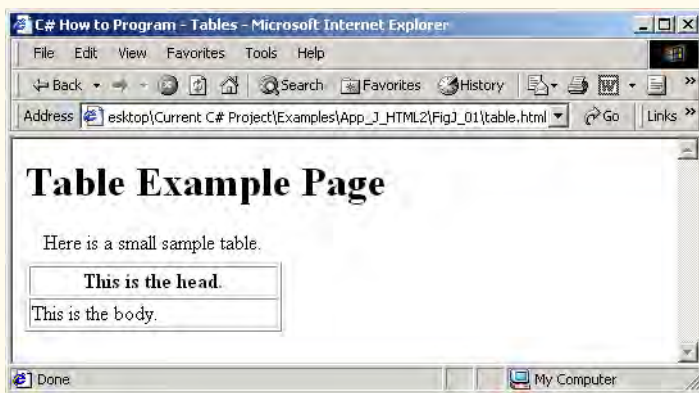 C# How to Program - Tables - Microsoft Internet Explorer
File Edit View Favorites Tools Help
Back Search Favorites History »
Address esktop\Current C# Project\Examples\App_J_HTML2\FigJ_01\table.html Go Links »
Table Example Page
Here is a small sample table.
This is the head.
This is the body.
Done My Computer